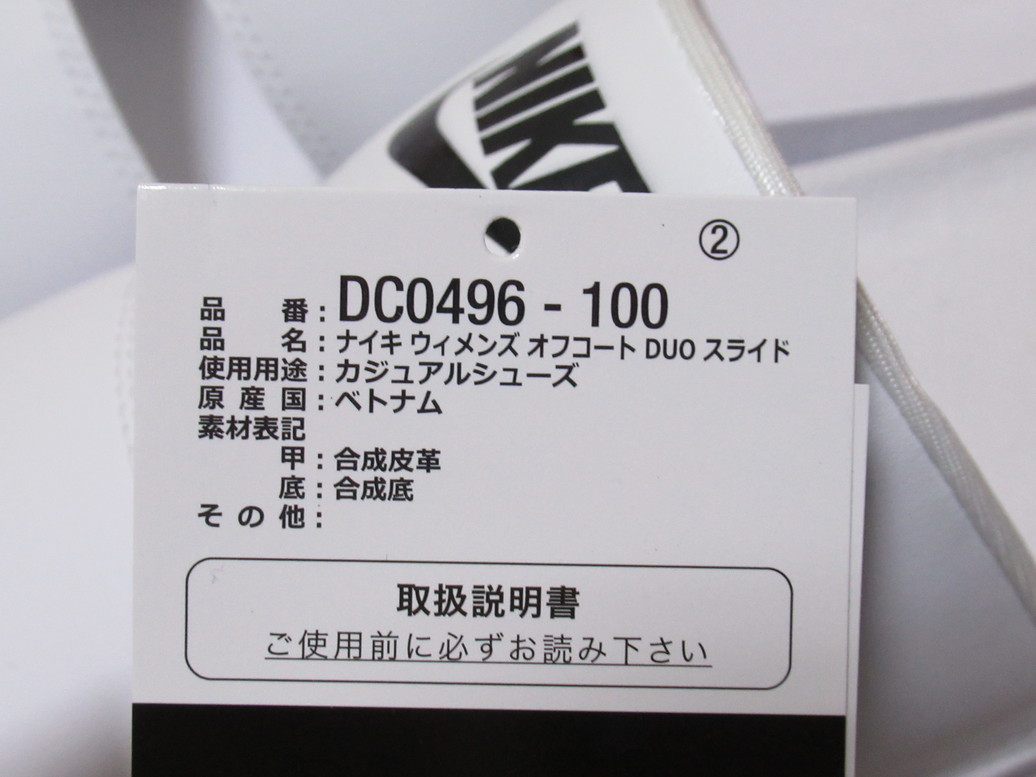 NIKE
②
品番：DC0496 - 100
品名：ナイキ ウィメンズ オフコート DUO スライド
使用用途：カジュアルシューズ
原産国：ベトナム
素材表記
甲：合成皮革
底：合成底
その他：
取扱説明書
ご使用前に必ずお読み下さい